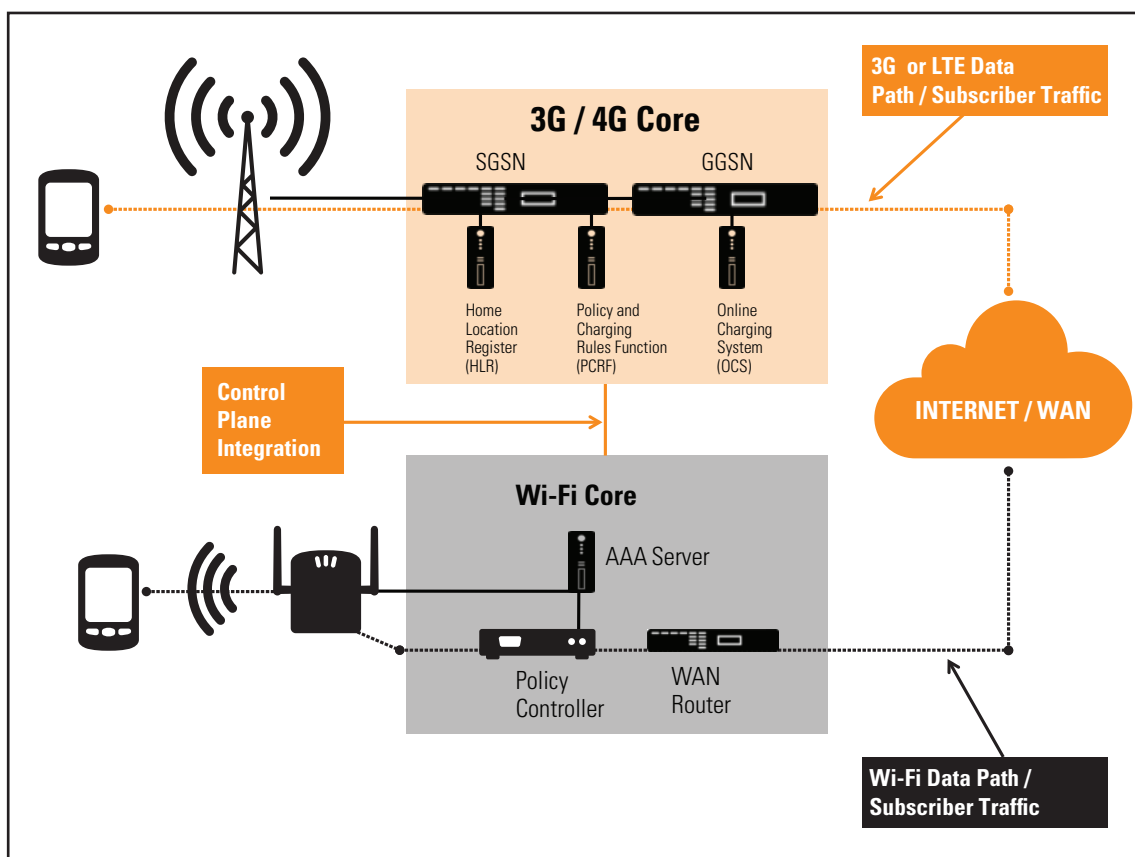 3G or LTE Data
Path / Subscriber Traffic
3G / 4G Core
SGSN
GGSN
Home
Location
Register
(HLR)
Policy and
Charging
Rules Function
(PCRF)
Online
Charging
System
(OCS)
Control
Plane
Integration
INTERNET / WAN
Wi-Fi Core
AAA Server
Policy
Controller
WAN
Router
Wi-Fi Data Path /
Subscriber Traffic